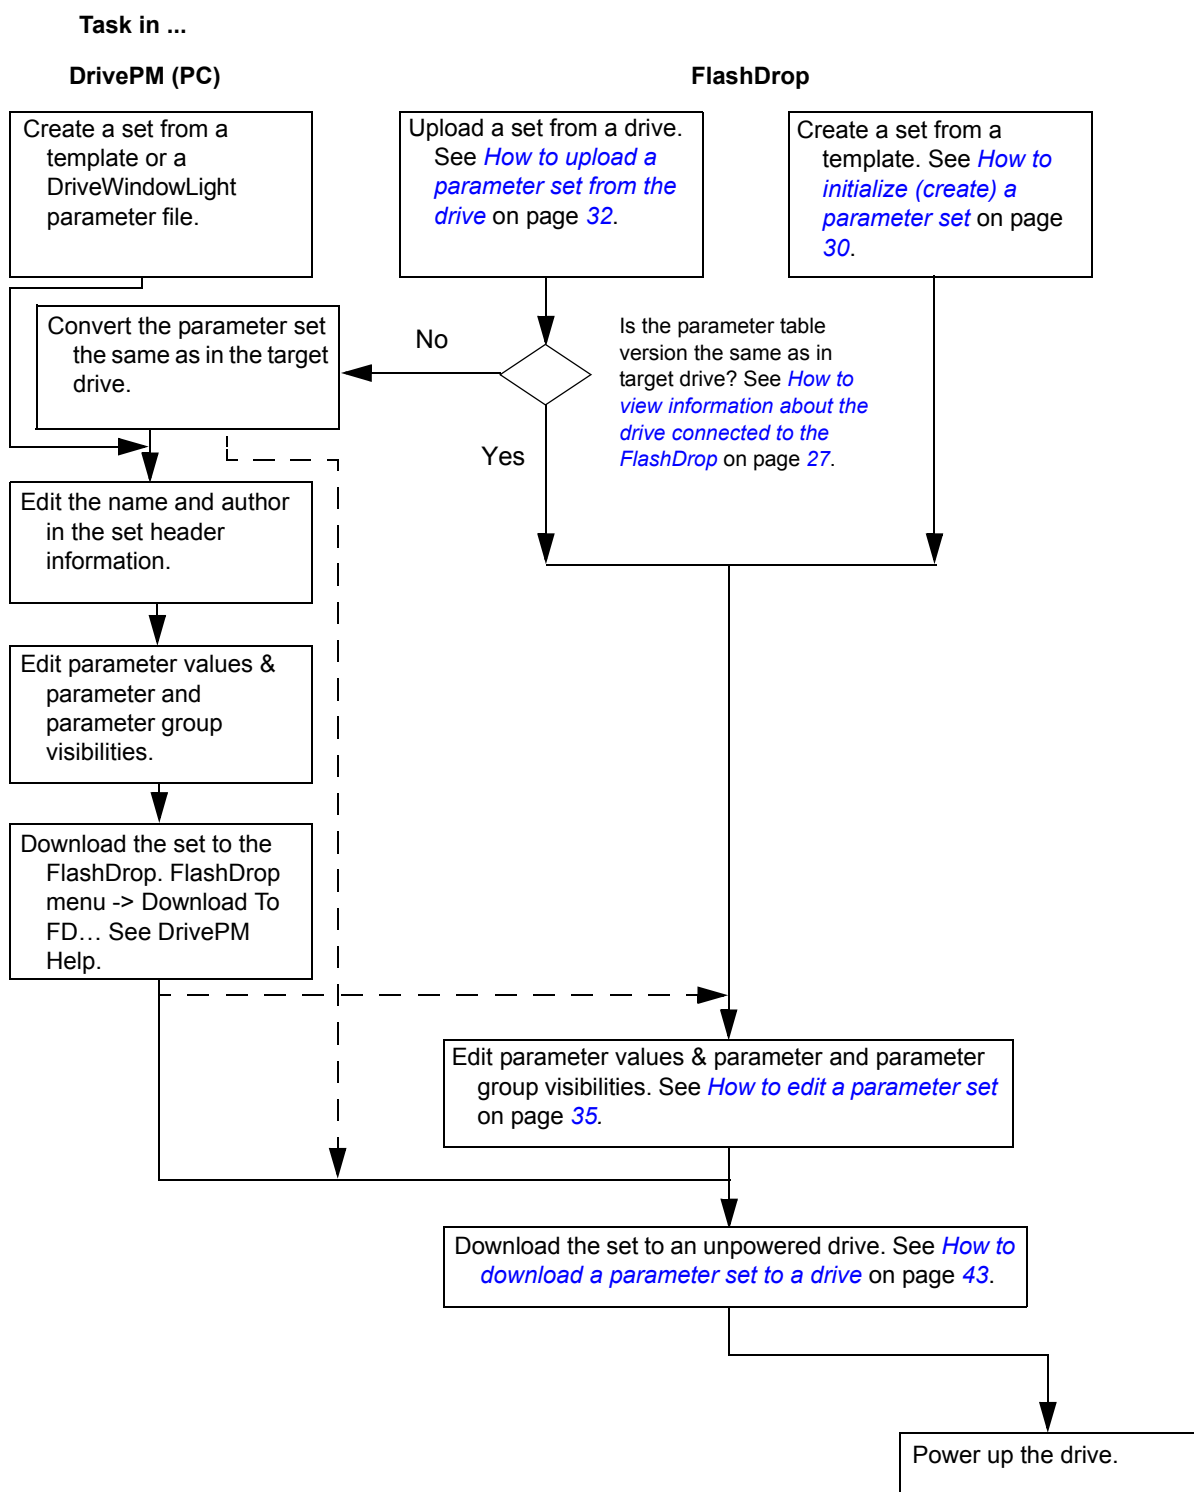 Task in ...
DrivePM (PC)
FlashDrop
Create a set from a
template or a
DriveWindowLight
parameter file.
Upload a set from a drive.
See How to upload a
parameter set from the
drive on page 32.
Create a set from a
template. See How to
initialize (create) a
parameter set on page
30.
Convert the parameter set
the same as in the target
drive.
No
Yes
Is the parameter table
version the same as in
target drive? See How to
view information about the
drive connected to the
FlashDrop on page 27.
Edit the name and author
in the set header
information.
Edit parameter values &
parameter and
parameter group
visibilities.
Download the set to the
FlashDrop. FlashDrop
menu -> Download To
FD… See DrivePM
Help.
Edit parameter values & parameter and parameter
group visibilities. See How to edit a parameter set
on page 35.
Download the set to an unpowered drive. See How to
download a parameter set to a drive on page 43.
Power up the drive.